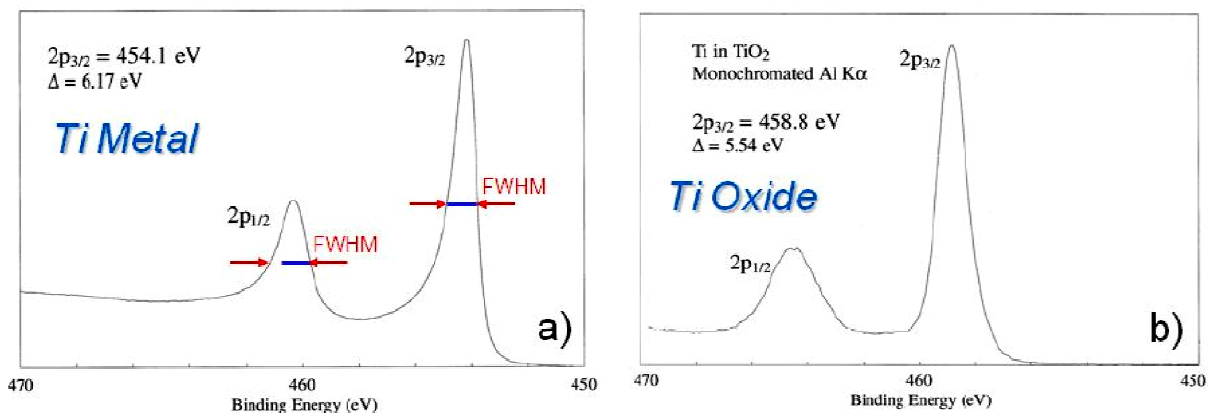 2p3/2 = 454.1 eV
Δ = 6.17 eV
Ti Metal
2p3/2
FWHM
2p1/2
FWHM
a)
470
460
450
Binding Energy (eV)
Ti in TiO2
Monochromated Al Kα
2p3/2 = 458.8 eV
Δ = 5.54 eV
Ti Oxide
2p3/2
2p1/2
b)
470
460
450
Binding Energy (eV)